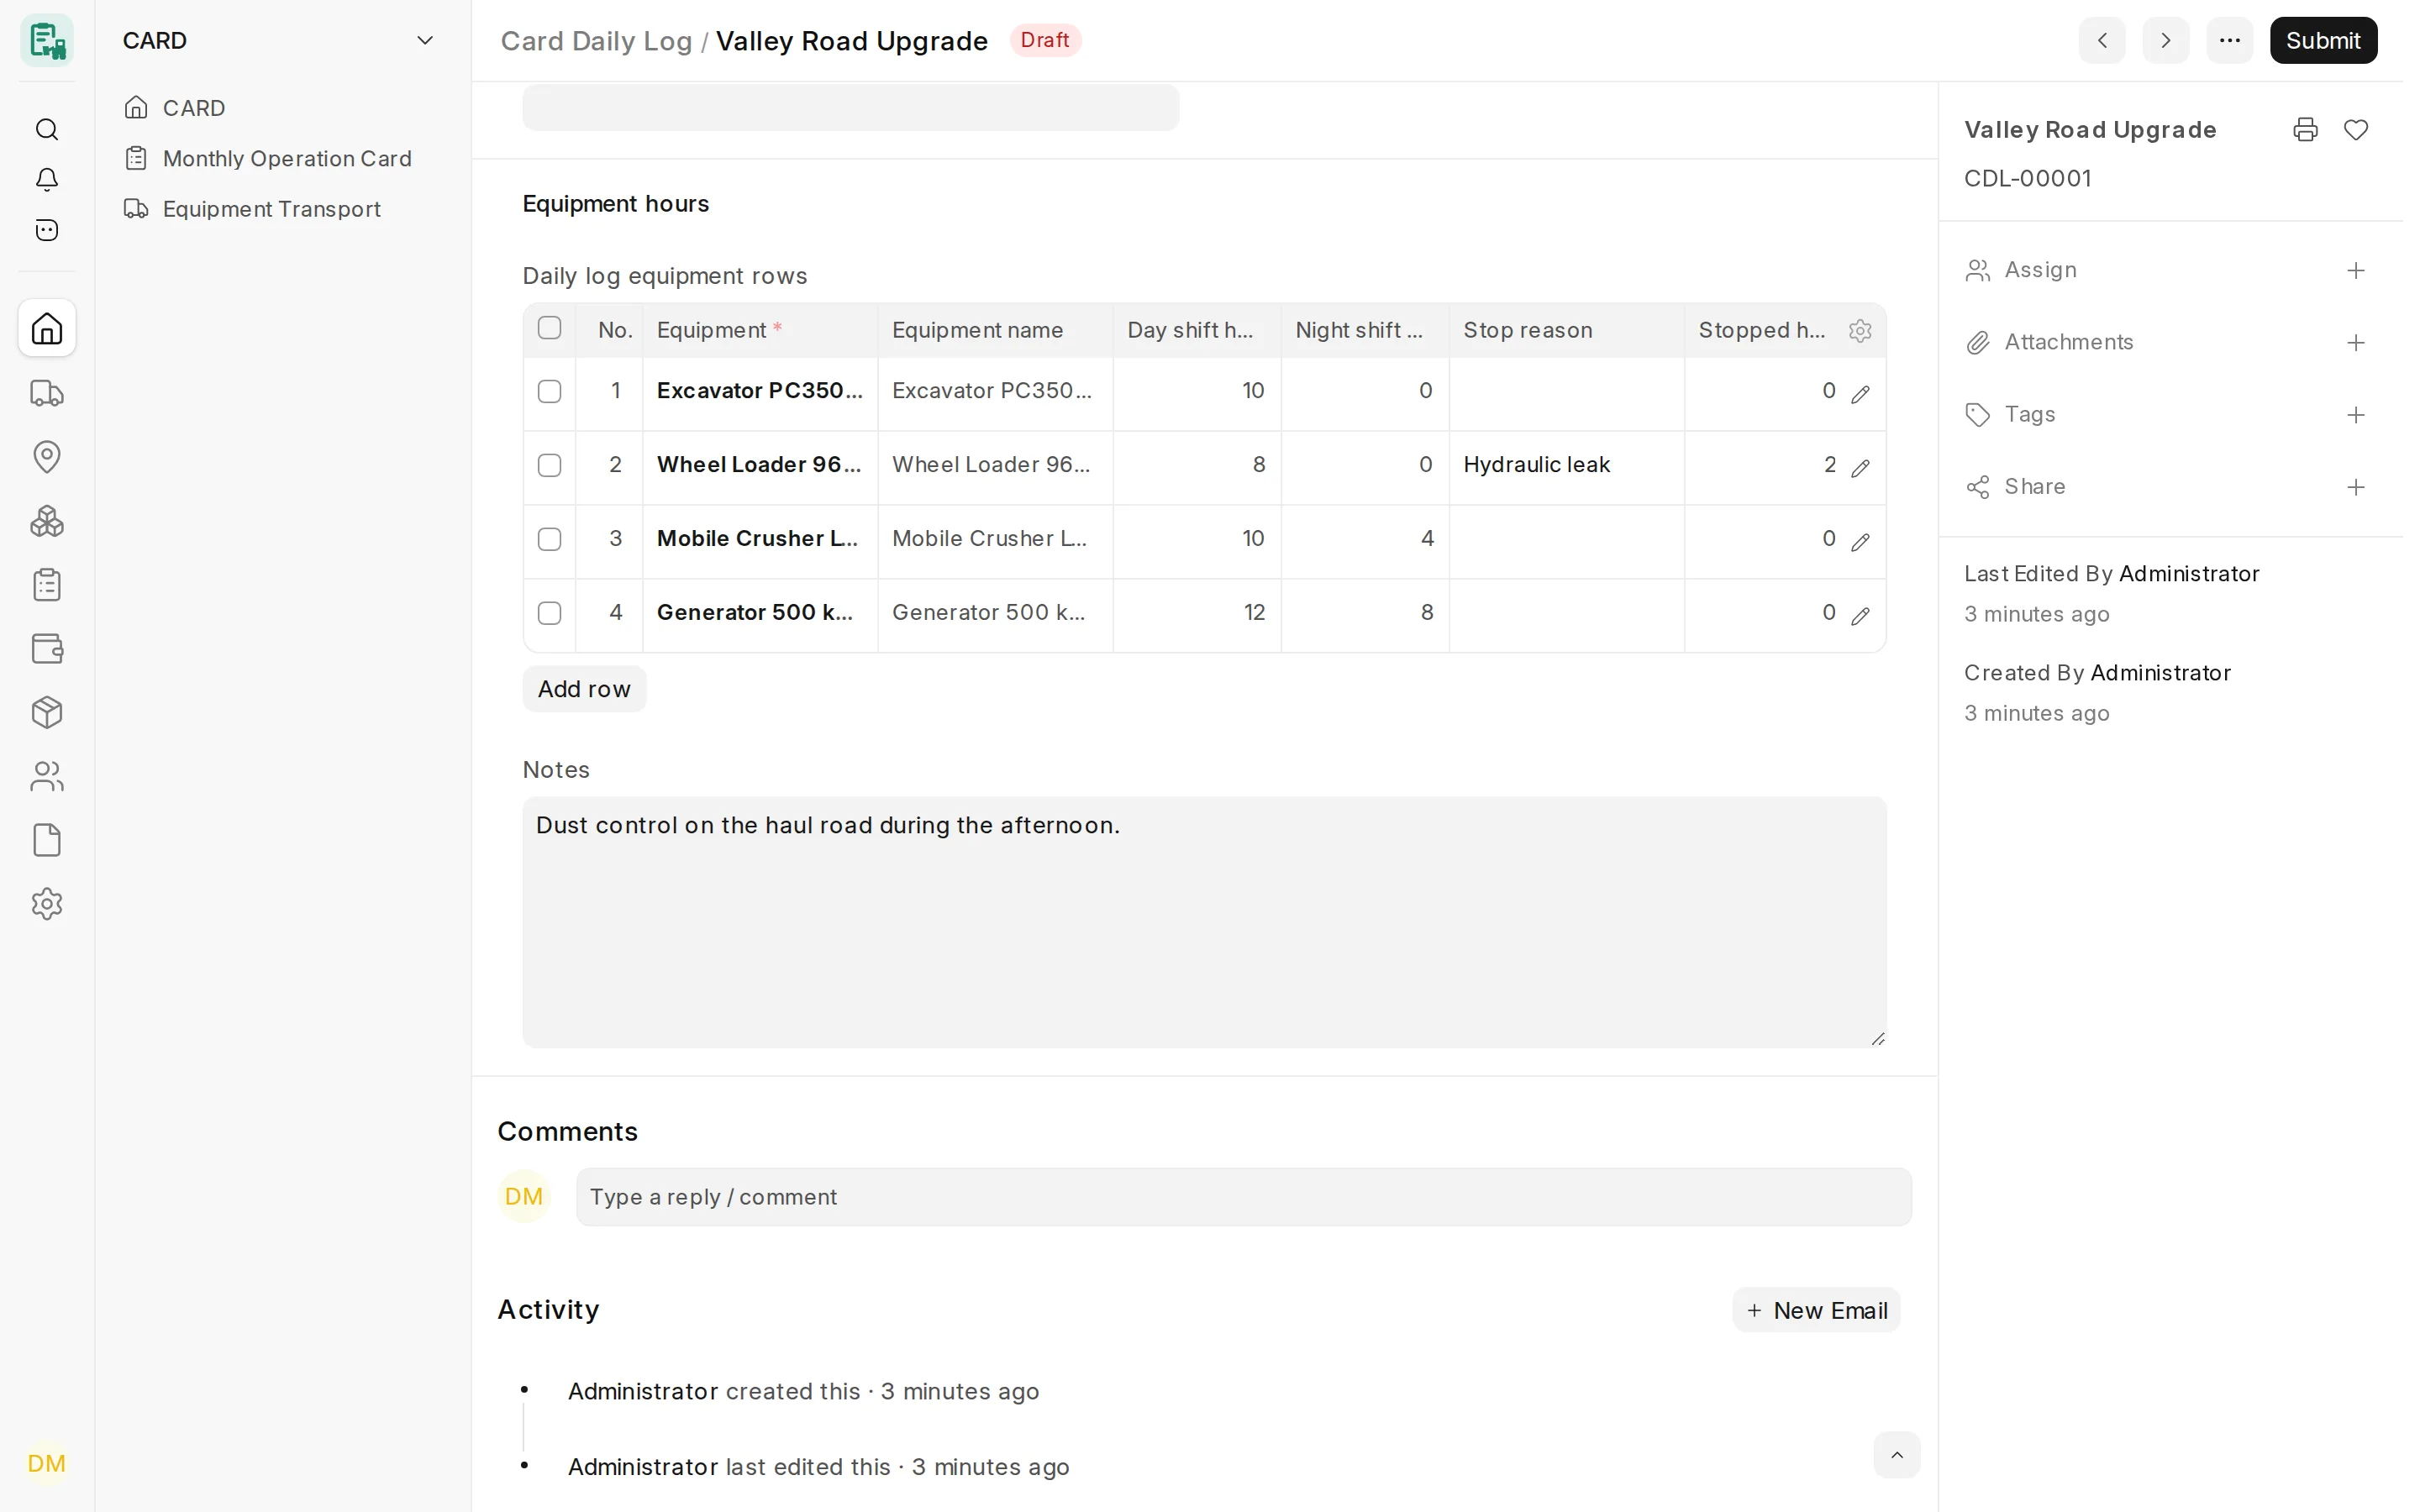 CARD
CARD
Monthly Operation Card
Equipment Transport
DM
Card Daily Log / Valley Road Upgrade Draft
Submit
Equipment hours
Daily log equipment rows
No. Equipment * Equipment name Day shift h... Night shift ... Stop reason Stopped h...
1 Excavator PC350... Excavator PC350... 10 0 0
2 Wheel Loader 96... Wheel Loader 96... 8 0 Hydraulic leak 2
3 Mobile Crusher L... Mobile Crusher L... 10 4 0
4 Generator 500 k... Generator 500 k... 12 8 0
Add row
Notes
Dust control on the haul road during the afternoon.
Comments
DM Type a reply / comment
Activity
+ New Email
Administrator created this · 3 minutes ago
Administrator last edited this · 3 minutes ago
Valley Road Upgrade
CDL-00001
Assign
Attachments
Tags
Share
Last Edited By Administrator
3 minutes ago
Created By Administrator
3 minutes ago